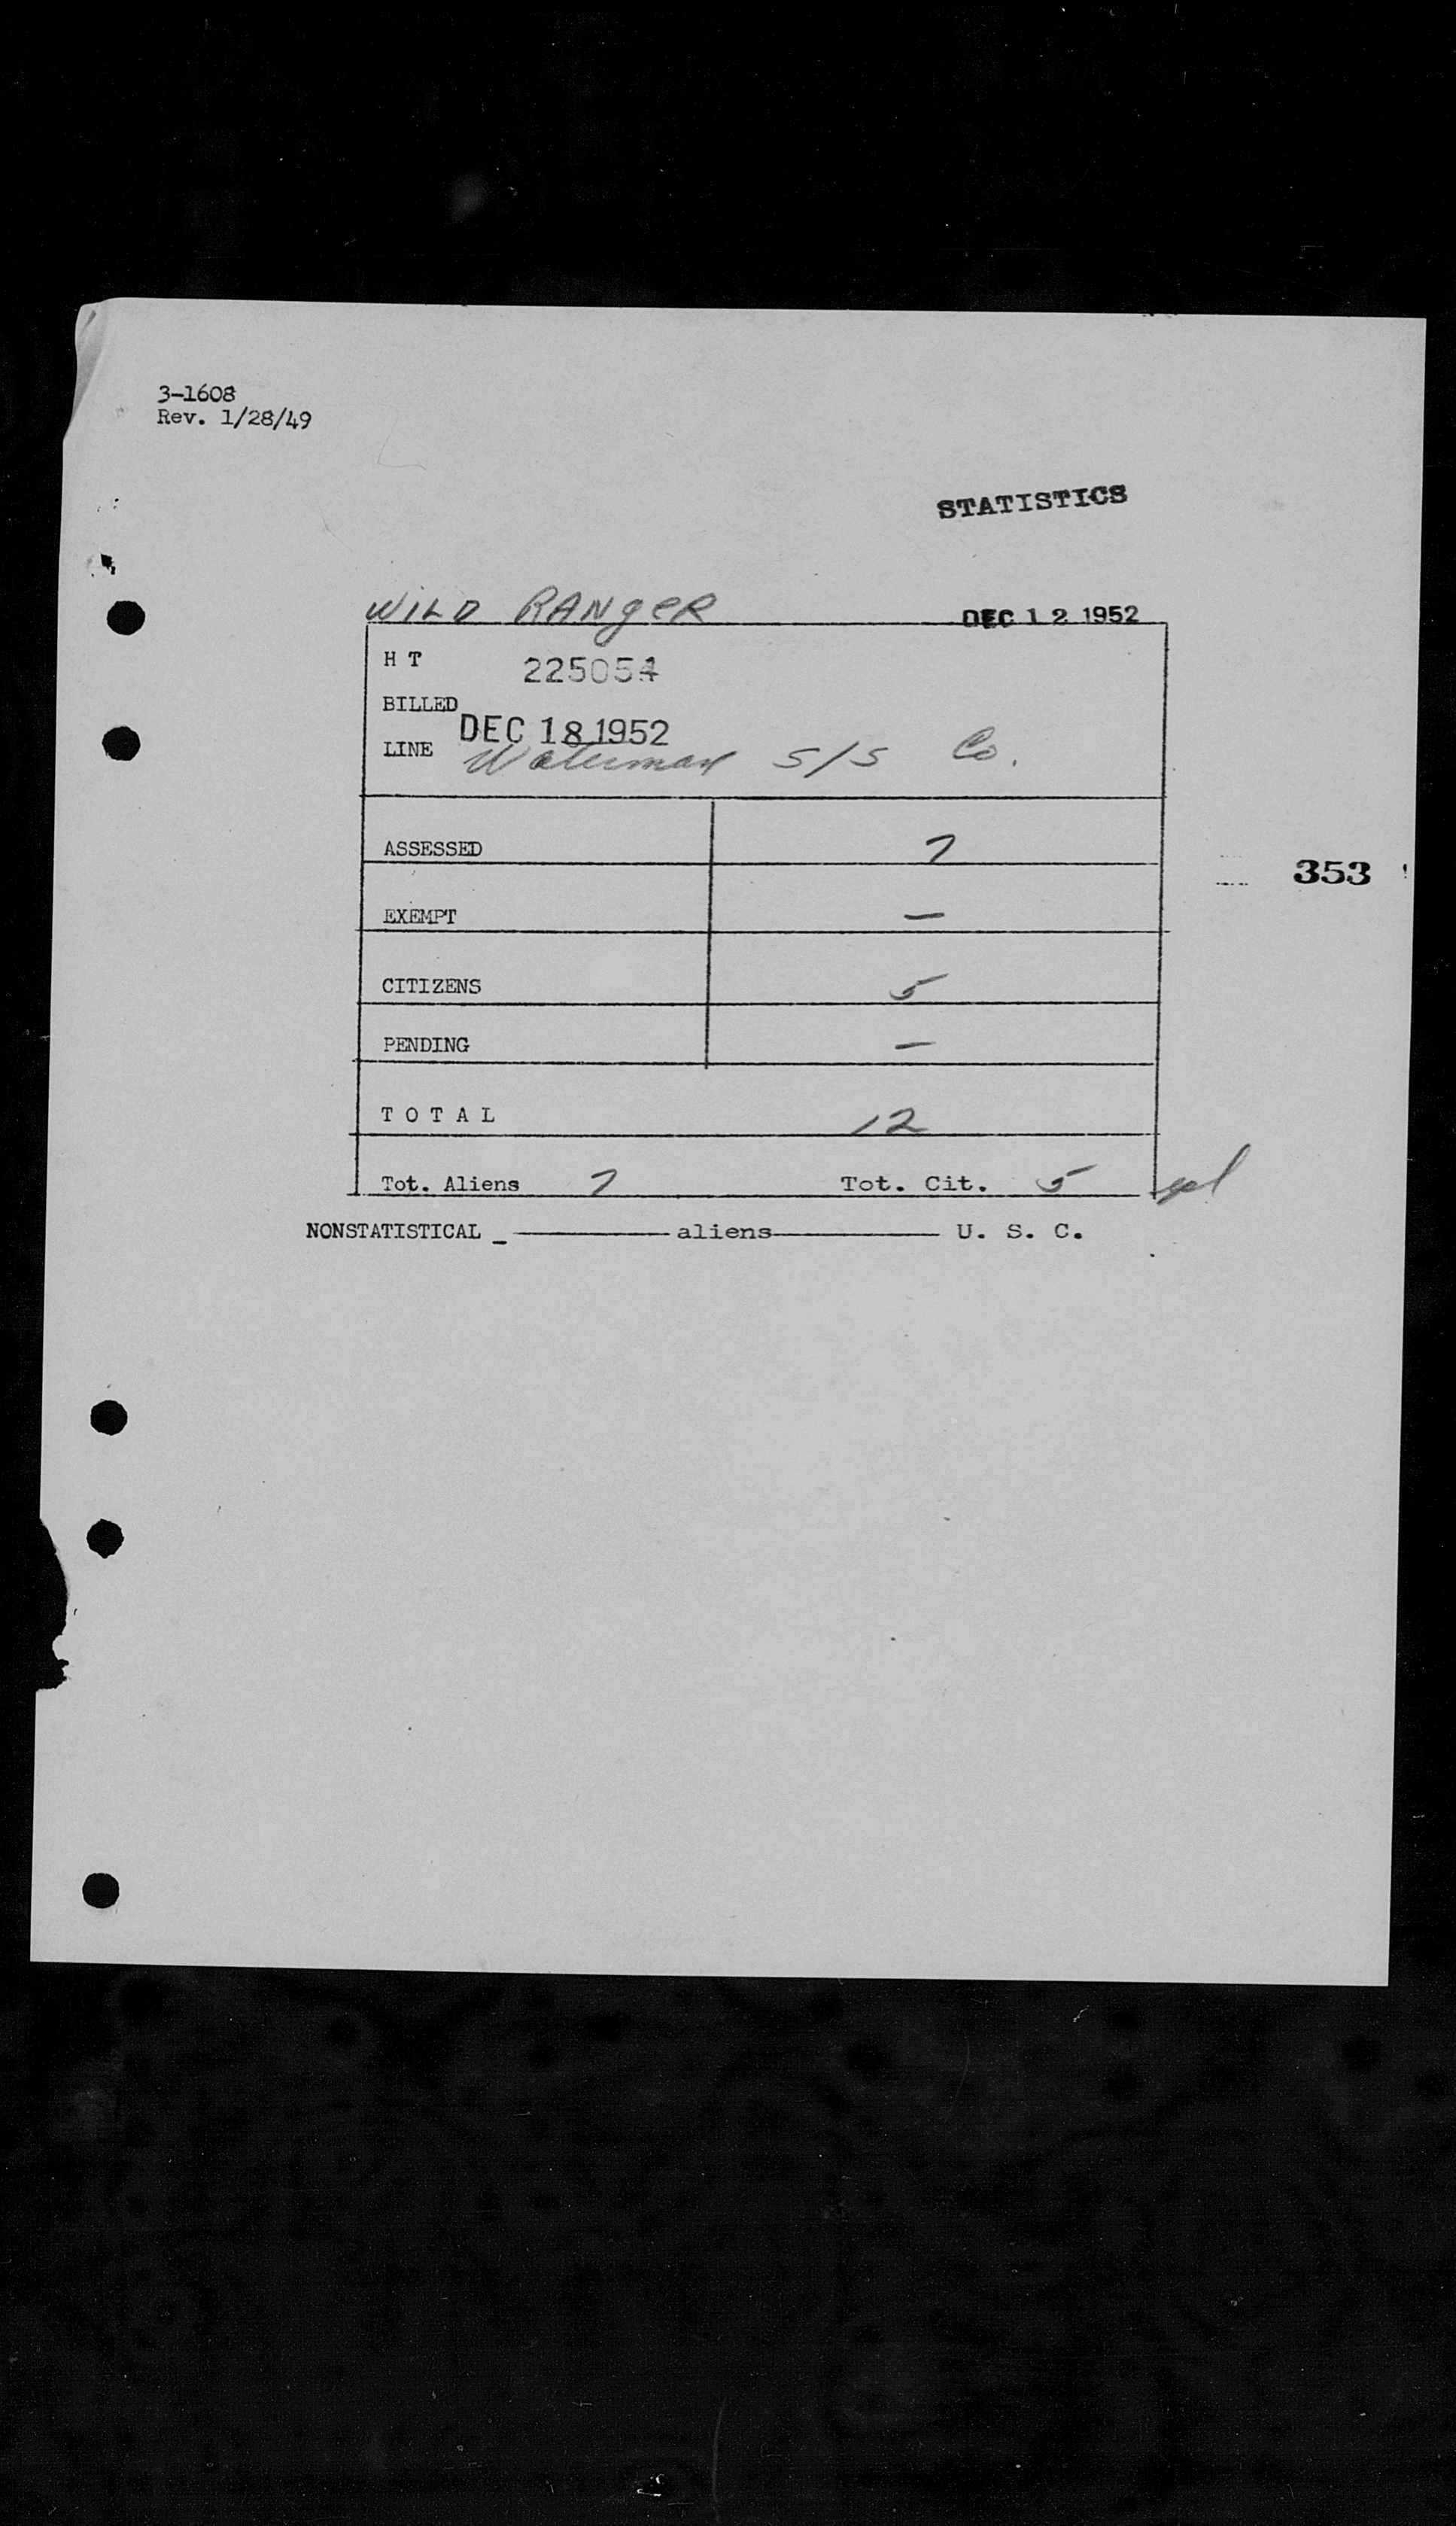 3-1608
Rev. 1/28/49
STATISTICS
WILD RANgeR DEC 12 1952
H T 225054
BILLED DEC 18 1952
LINE Waterman S/S Co.
353
ASSESSED 7
EXEMPT —
CITIZENS 5
PENDING —
T O T A L 12
Tot. Aliens 7 Tot. Cit. 5
NONSTATISTICAL _ ———— aliens ———— U. S. C.